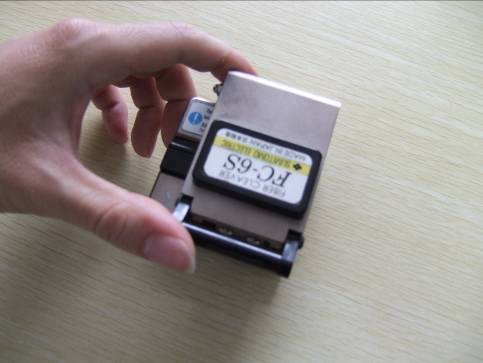 FIBER CLEAVER
FC-6S
SUMITOMO ELECTRIC
MADE IN JAPAN